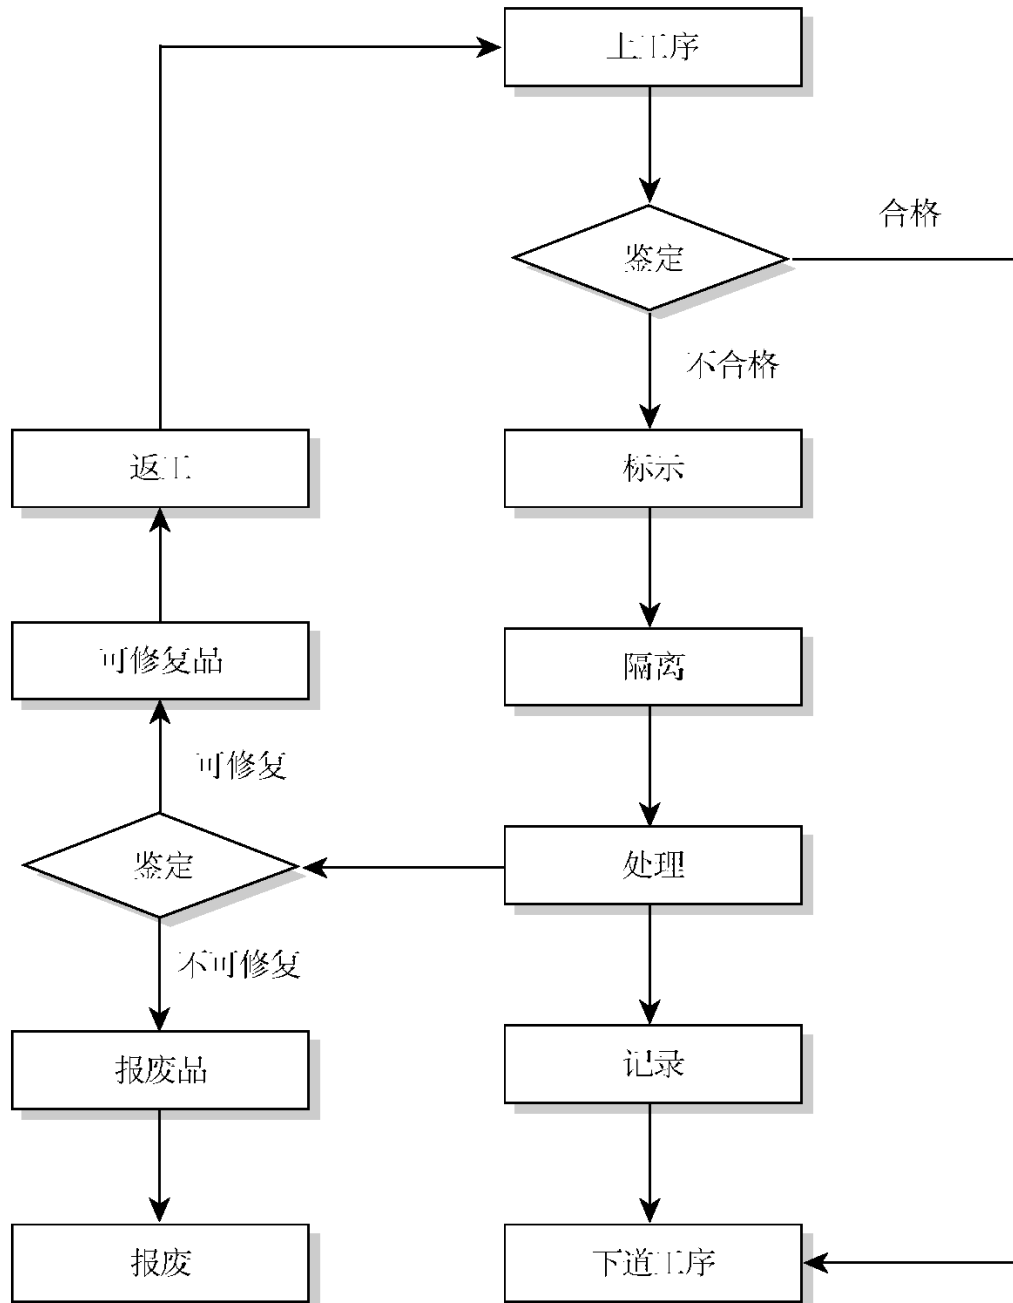 上工序
合格
鉴定
不合格
返工
标示
可修复品
隔离
可修复
鉴定
处理
不可修复
报废品
记录
报废
下道工序